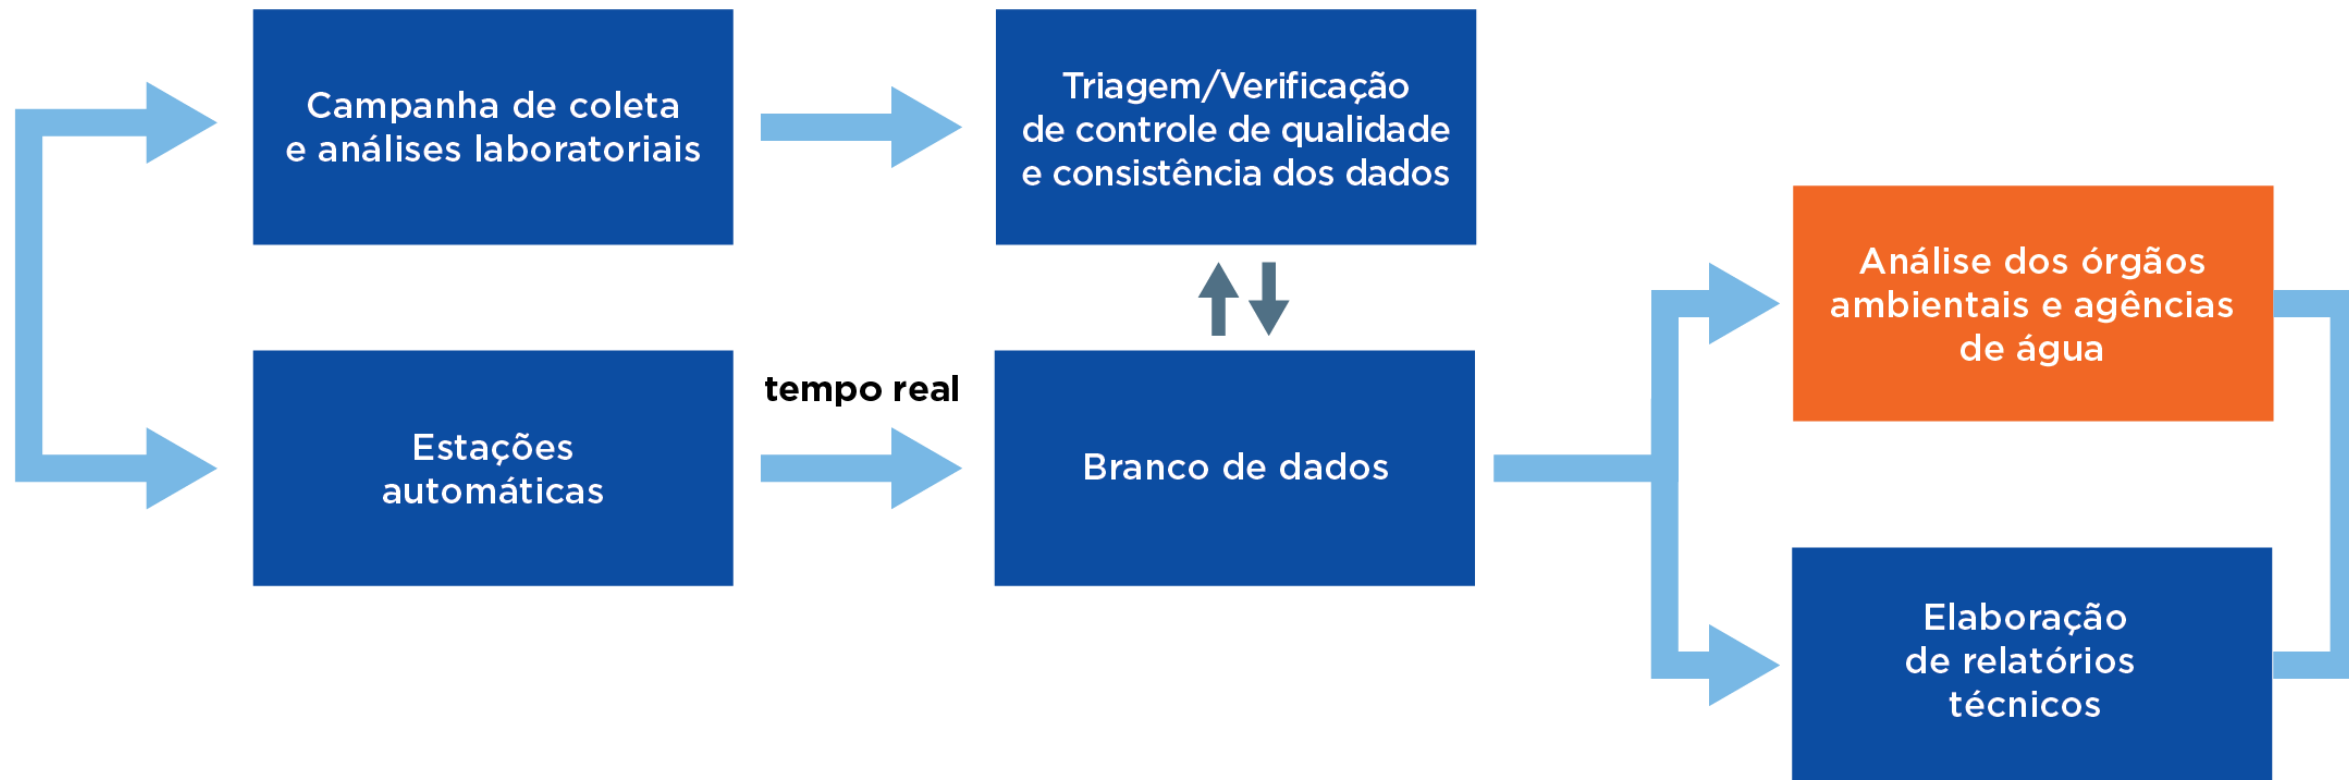 Campanha de coleta
e análises laboratoriais
Triagem/Verificação
de controle de qualidade
e consistência dos dados
Análise dos órgãos
ambientais e agências
de água
tempo real
Estações
automáticas
Branco de dados
Elaboração
de relatórios
técnicos